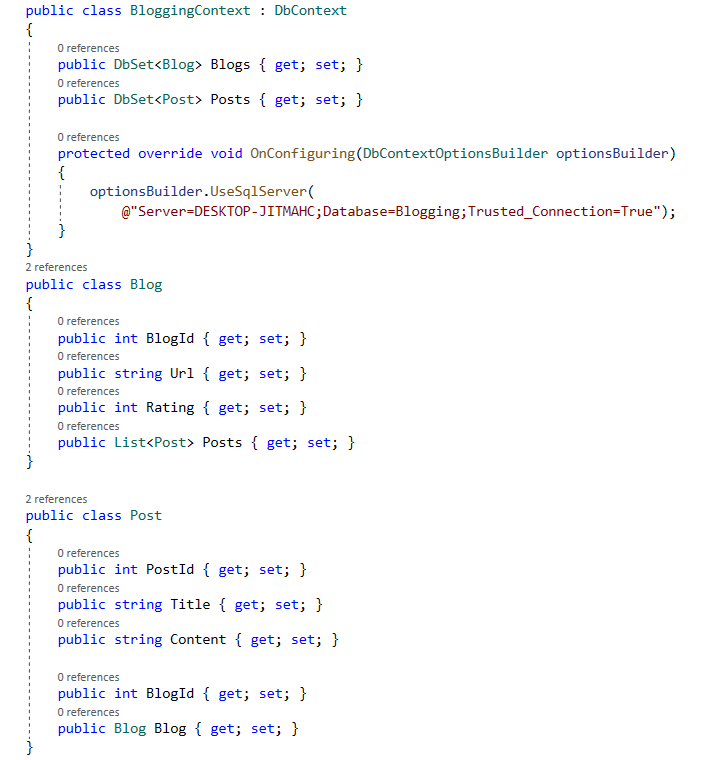 public class BloggingContext : DbContext
{
0 references
public DbSet<Blog> Blogs { get; set; }
0 references
public DbSet<Post> Posts { get; set; }
0 references
protected override void OnConfiguring(DbContextOptionsBuilder optionsBuilder)
{
optionsBuilder.UseSqlServer(
@"Server=DESKTOP-JITMAHC;Database=Blogging;Trusted_Connection=True");
}
}
2 references
public class Blog
{
0 references
public int BlogId { get; set; }
0 references
public string Url { get; set; }
0 references
public int Rating { get; set; }
0 references
public List<Post> Posts { get; set; }
}
2 references
public class Post
{
0 references
public int PostId { get; set; }
0 references
public string Title { get; set; }
0 references
public string Content { get; set; }
0 references
public int BlogId { get; set; }
0 references
public Blog Blog { get; set; }
}